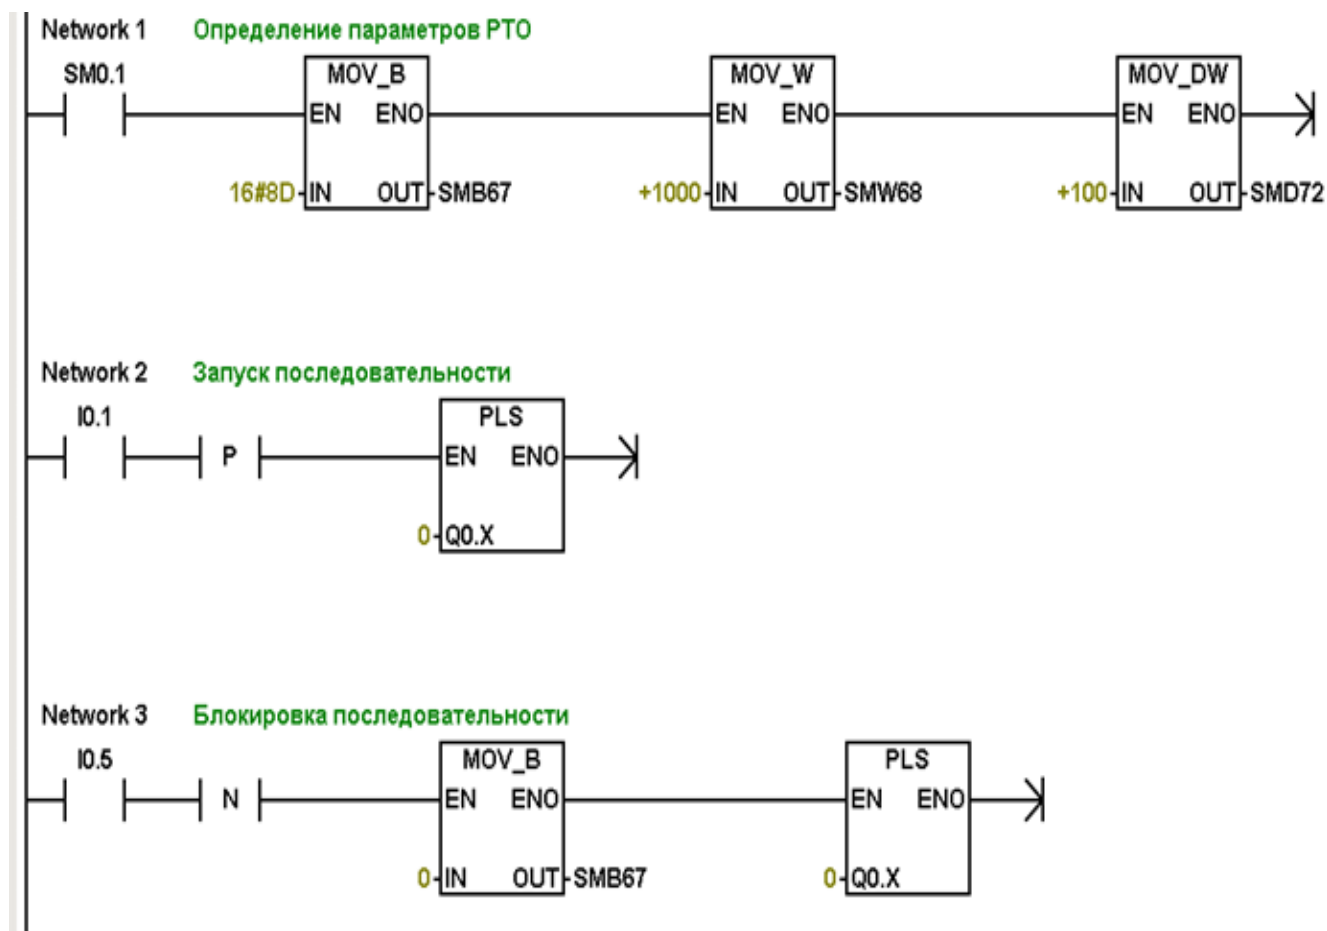 Network 1 Определение параметров PTO
SM0.1 MOV_B MOV_W MOV_DW
EN ENO EN ENO EN ENO
16#8D IN OUT SMB67 +1000 IN OUT SMW68 +100 IN OUT SMD72
Network 2 Запуск последовательности
I0.1 PLS
P EN ENO
0 Q0.X
Network 3 Блокировка последовательности
I0.5 MOV_B PLS
N EN ENO EN ENO
0 IN OUT SMB67 0 Q0.X